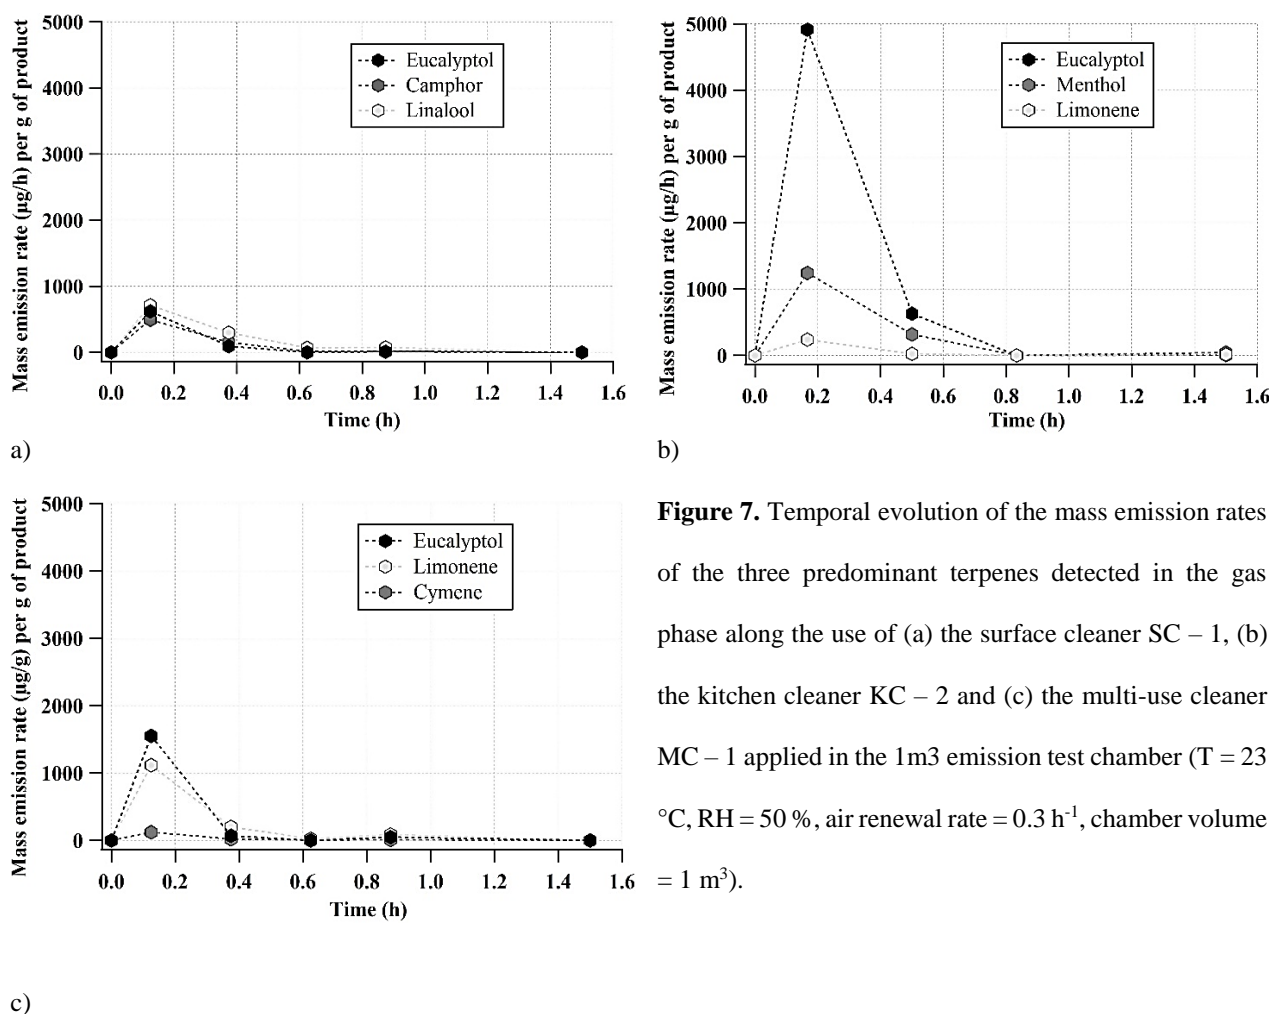 Mass emission rate (µg/h) per g of product
5000
4000
3000
2000
1000
0
Eucalyptol
Camphor
Linalool
0.0 0.2 0.4 0.6 0.8 1.0 1.2 1.4 1.6
Time (h)
a)
Mass emission rate (µg/h) per g of product
5000
4000
3000
2000
1000
0
Eucalyptol
Menthol
Limonene
0.0 0.2 0.4 0.6 0.8 1.0 1.2 1.4 1.6
Time (h)
b)
Mass emission rate (µg/g) per g of product
5000
4000
3000
2000
1000
0
Eucalyptol
Limonene
Cymene
0.0 0.2 0.4 0.6 0.8 1.0 1.2 1.4 1.6
Time (h)
c)
Figure 7. Temporal evolution of the mass emission rates
of the three predominant terpenes detected in the gas
phase along the use of (a) the surface cleaner SC – 1, (b)
the kitchen cleaner KC – 2 and (c) the multi-use cleaner
MC – 1 applied in the 1m3 emission test chamber (T = 23
°C, RH = 50 %, air renewal rate = 0.3 h⁻¹, chamber volume
= 1 m³).